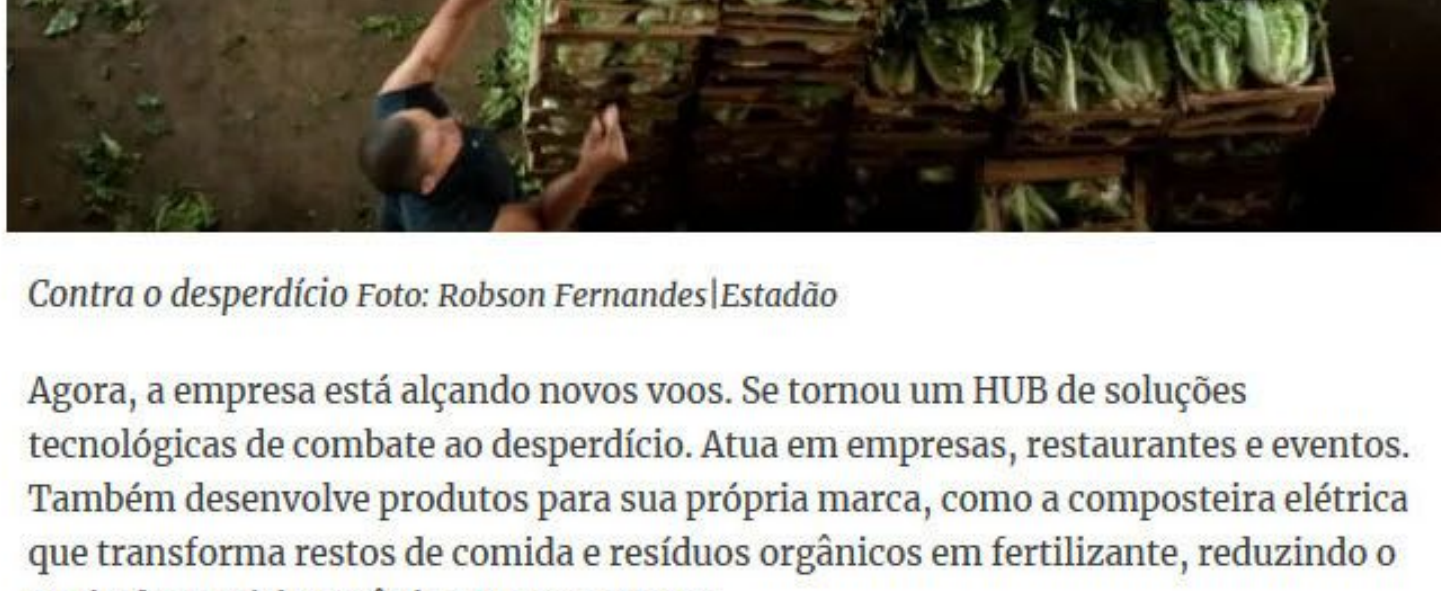 Contra o desperdício Foto: Robson Fernandes|Estadão
Agora, a empresa está alçando novos voos. Se tornou um HUB de soluções
tecnológicas de combate ao desperdício. Atua em empresas, restaurantes e eventos.
Também desenvolve produtos para sua própria marca, como a composteira elétrica
que transforma restos de comida e resíduos orgânicos em fertilizante, reduzindo o